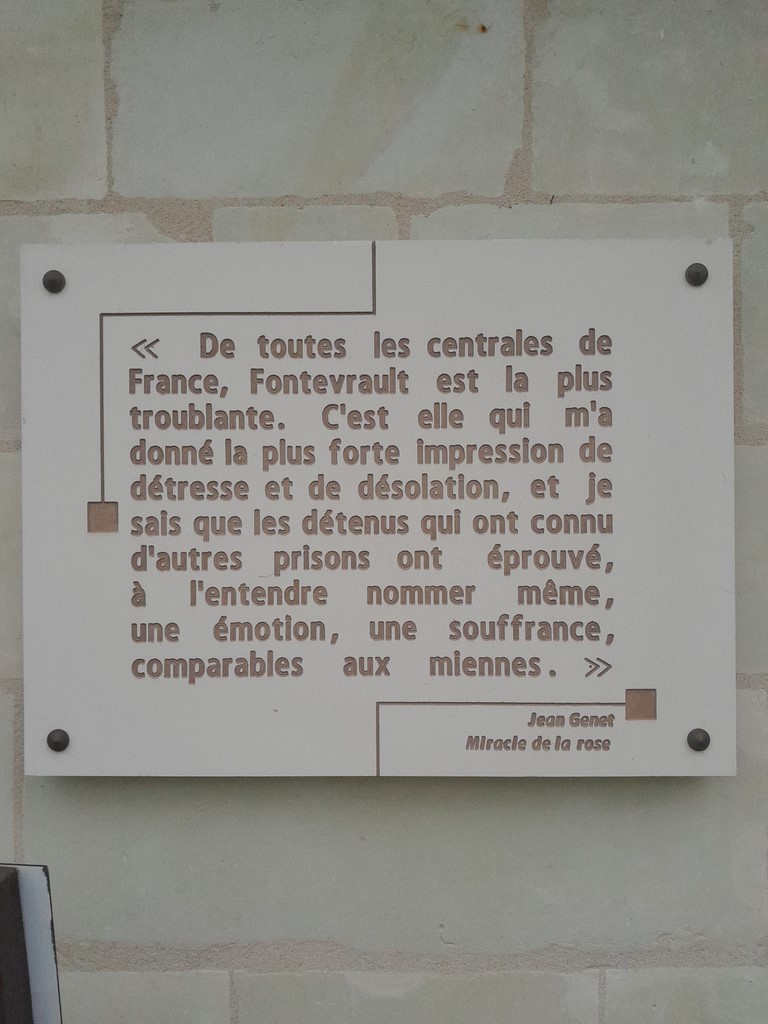 « De toutes les centrales de
France, Fontevrault est la plus
troublante. C'est elle qui m'a
donné la plus forte impression de
détresse et de désolation, et je
sais que les détenus qui ont connu
d'autres prisons ont éprouvé,
à l'entendre nommer même,
une émotion, une souffrance,
comparables aux miennes. »
Jean Genet
Miracle de la rose